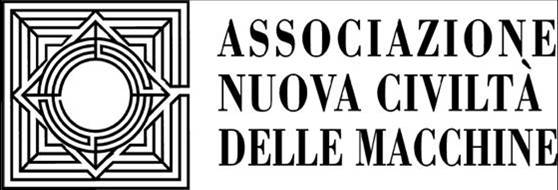 ASSOCIAZIONE
NUOVA CIVILTÀ
DELLE MACCHINE